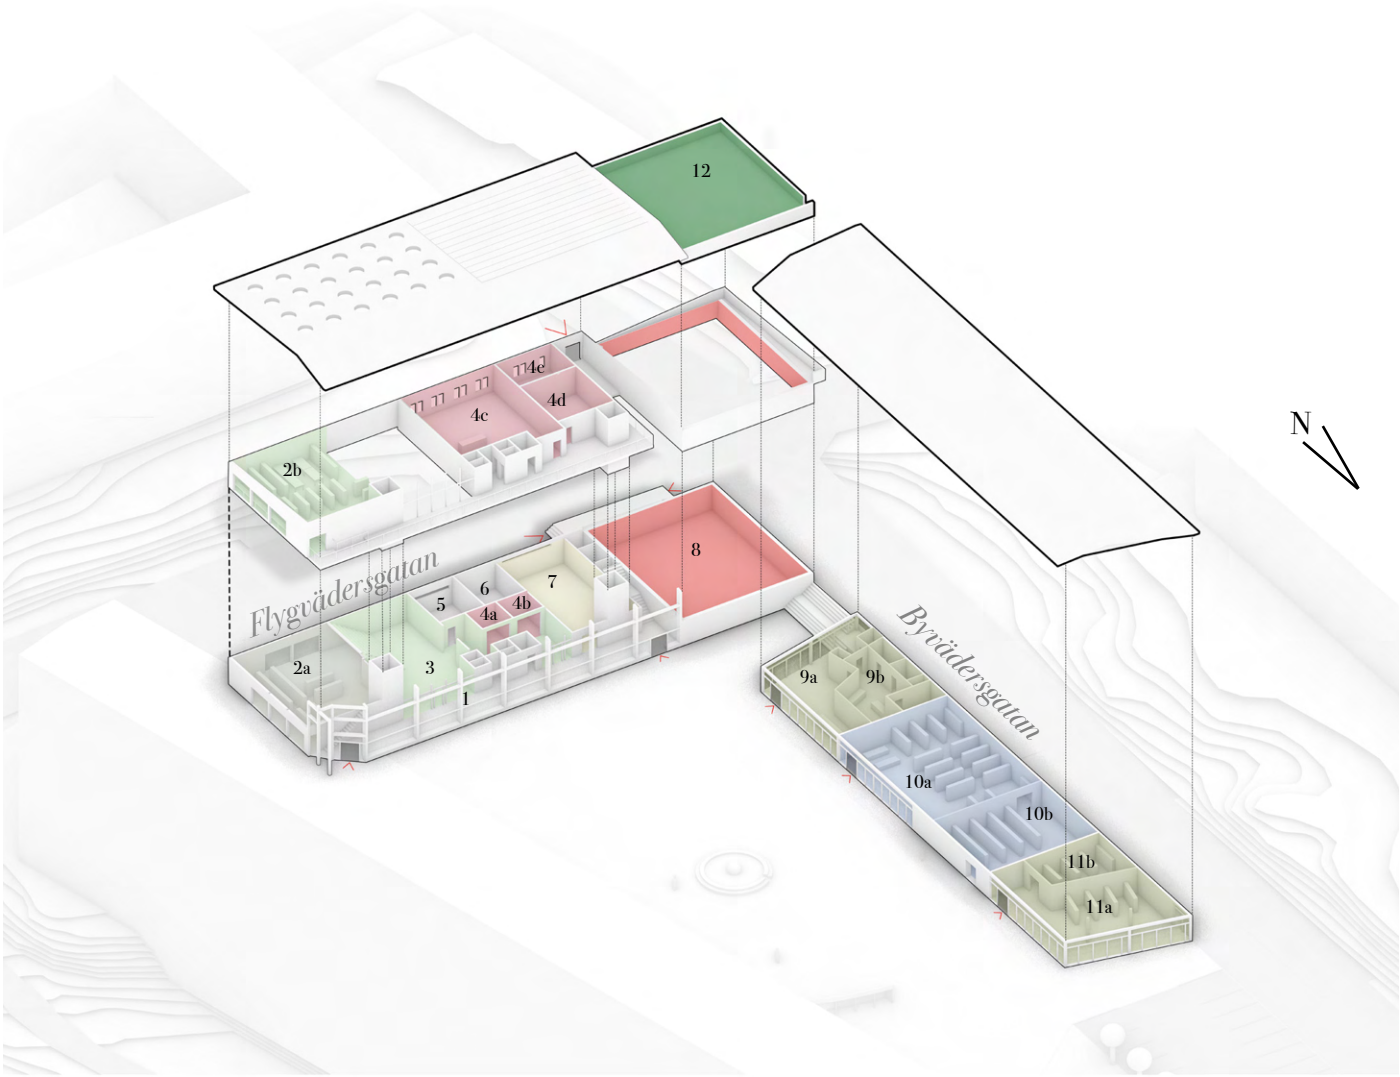 12
N
4e
4d
4c
2b
8
Flygvädersgatan
7
6
5
4b
4a
3
2a
1
Byvädersgatan
9a
9b
10a
10b
11b
11a